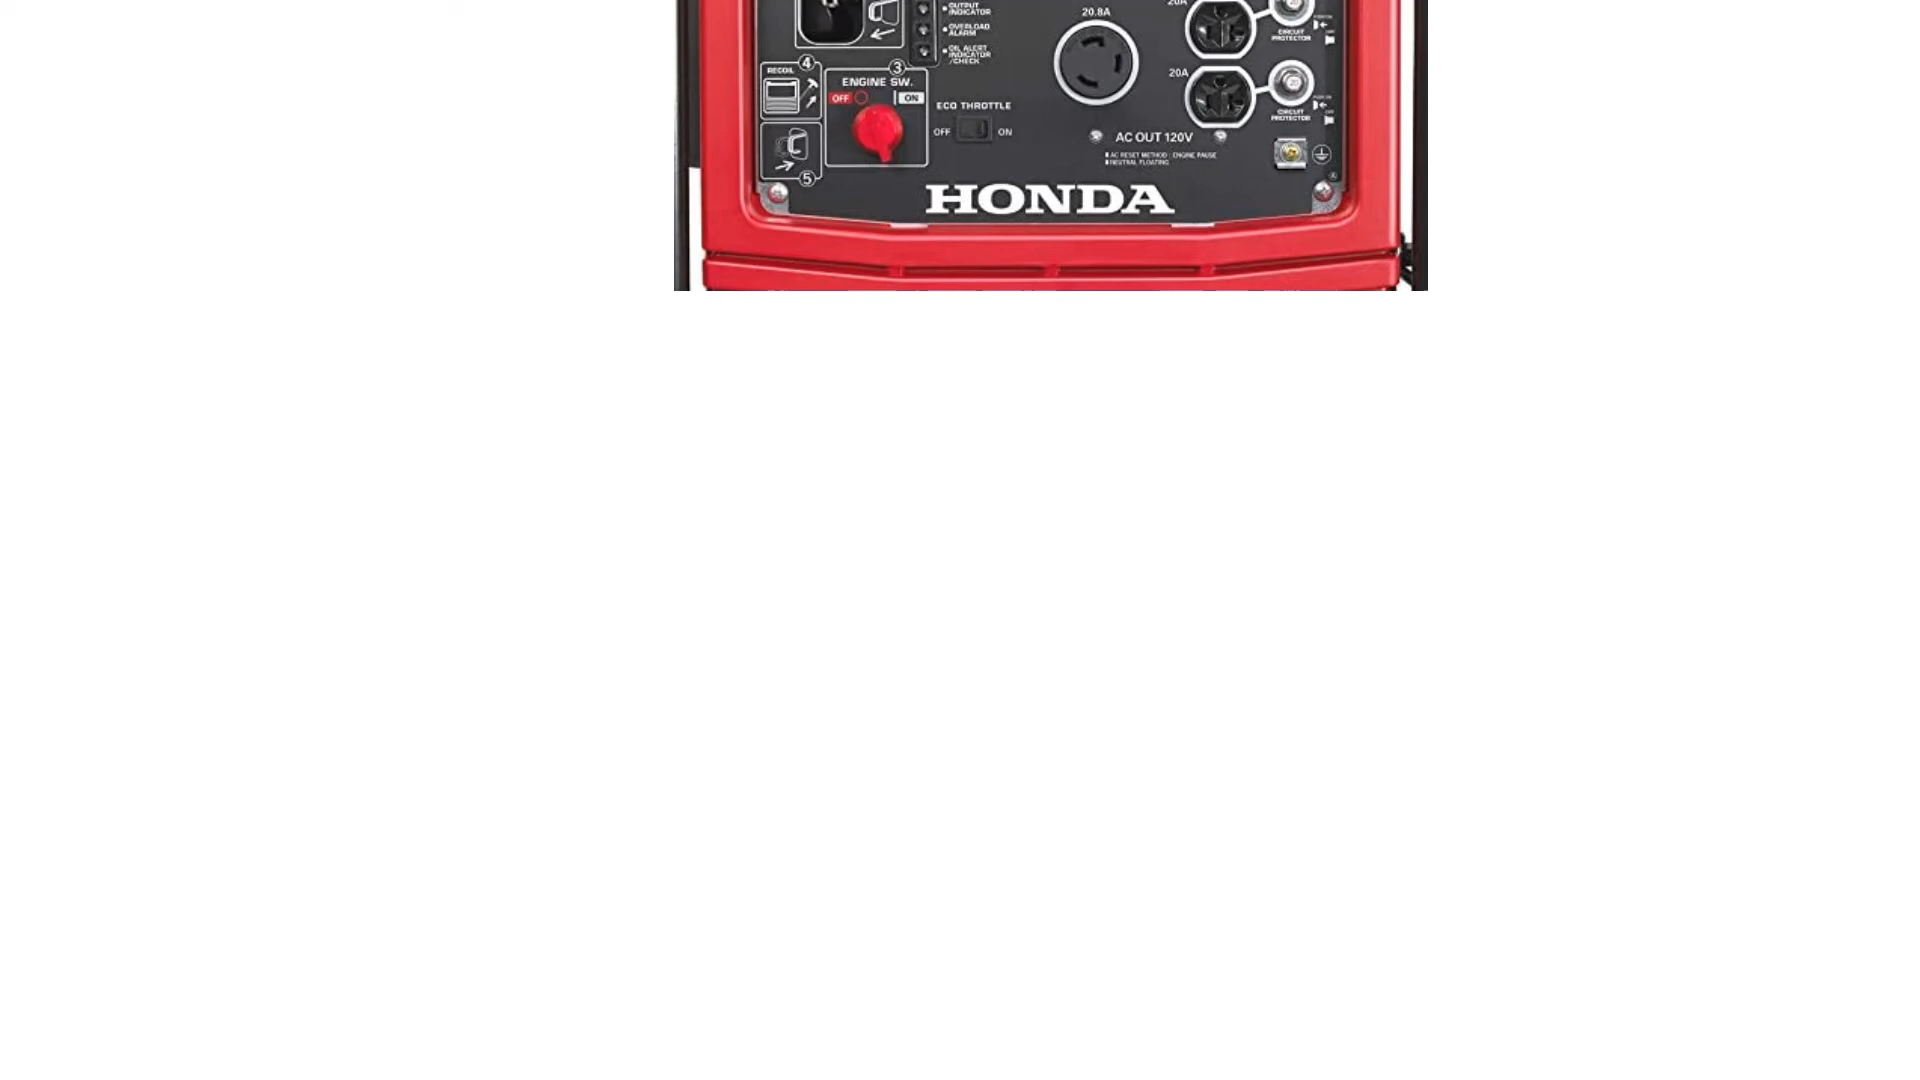 OUTPUT
INDICATOR
OVERLOAD
ALARM
OIL ALERT
INDICATOR
/CHECK
20.8A
20A
CIRCUIT
PROTECTOR
20A
CIRCUIT
PROTECTOR
RECOIL
4
3
ENGINE SW.
OFF
ON
ECO THROTTLE
OFF
ON
5
AC OUT 120V
AC RESET METHOD : ENGINE PAUSE
NEUTRAL FLOATING
HONDA